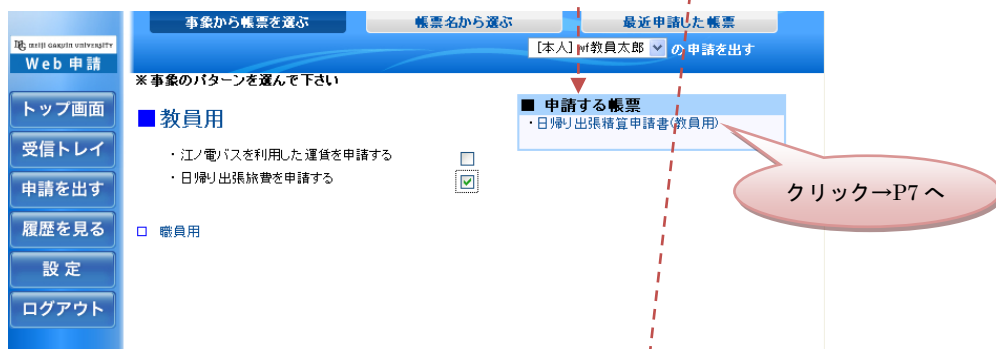 事象から帳票を選ぶ
帳票名から選ぶ
最近申請した帳票
MEIJI GAKUIN UNIVERSITY
Web 申請
[本人] wf教員太郎 の 申請を出す
※事象のパターンを選んで下さい
トップ画面
受信トレイ
申請を出す
履歴を見る
設 定
ログアウト
■教員用
・江ノ電バスを利用した運賃を申請する
・日帰り出張旅費を申請する
□ 職員用
■ 申請する帳票
・日帰り出張精算申請書(教員用)
クリック→P7 へ